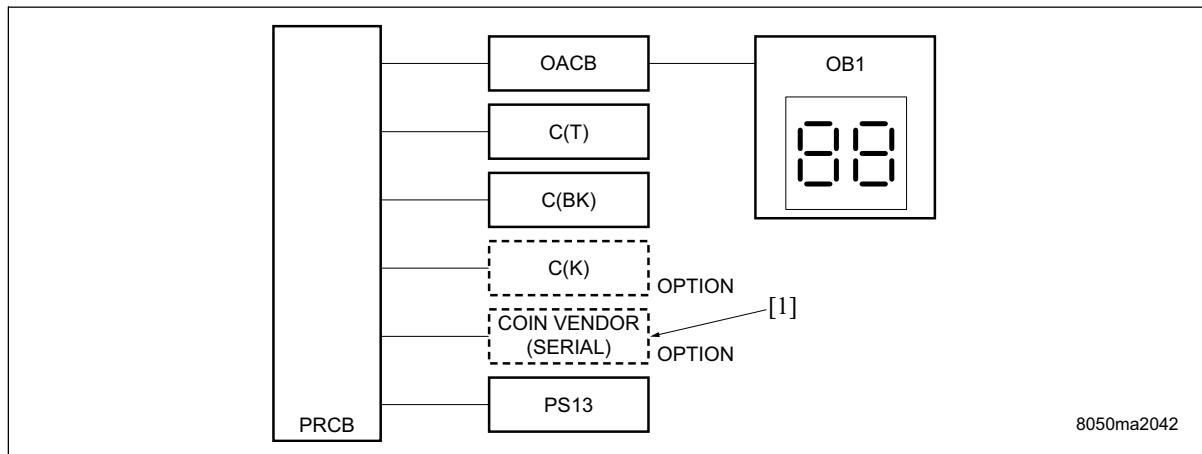 OACB
OB1
88
C(T)
C(BK)
C(K)
OPTION
[1]
COIN VENDOR
(SERIAL)
OPTION
PS13
PRCB
8050ma2042